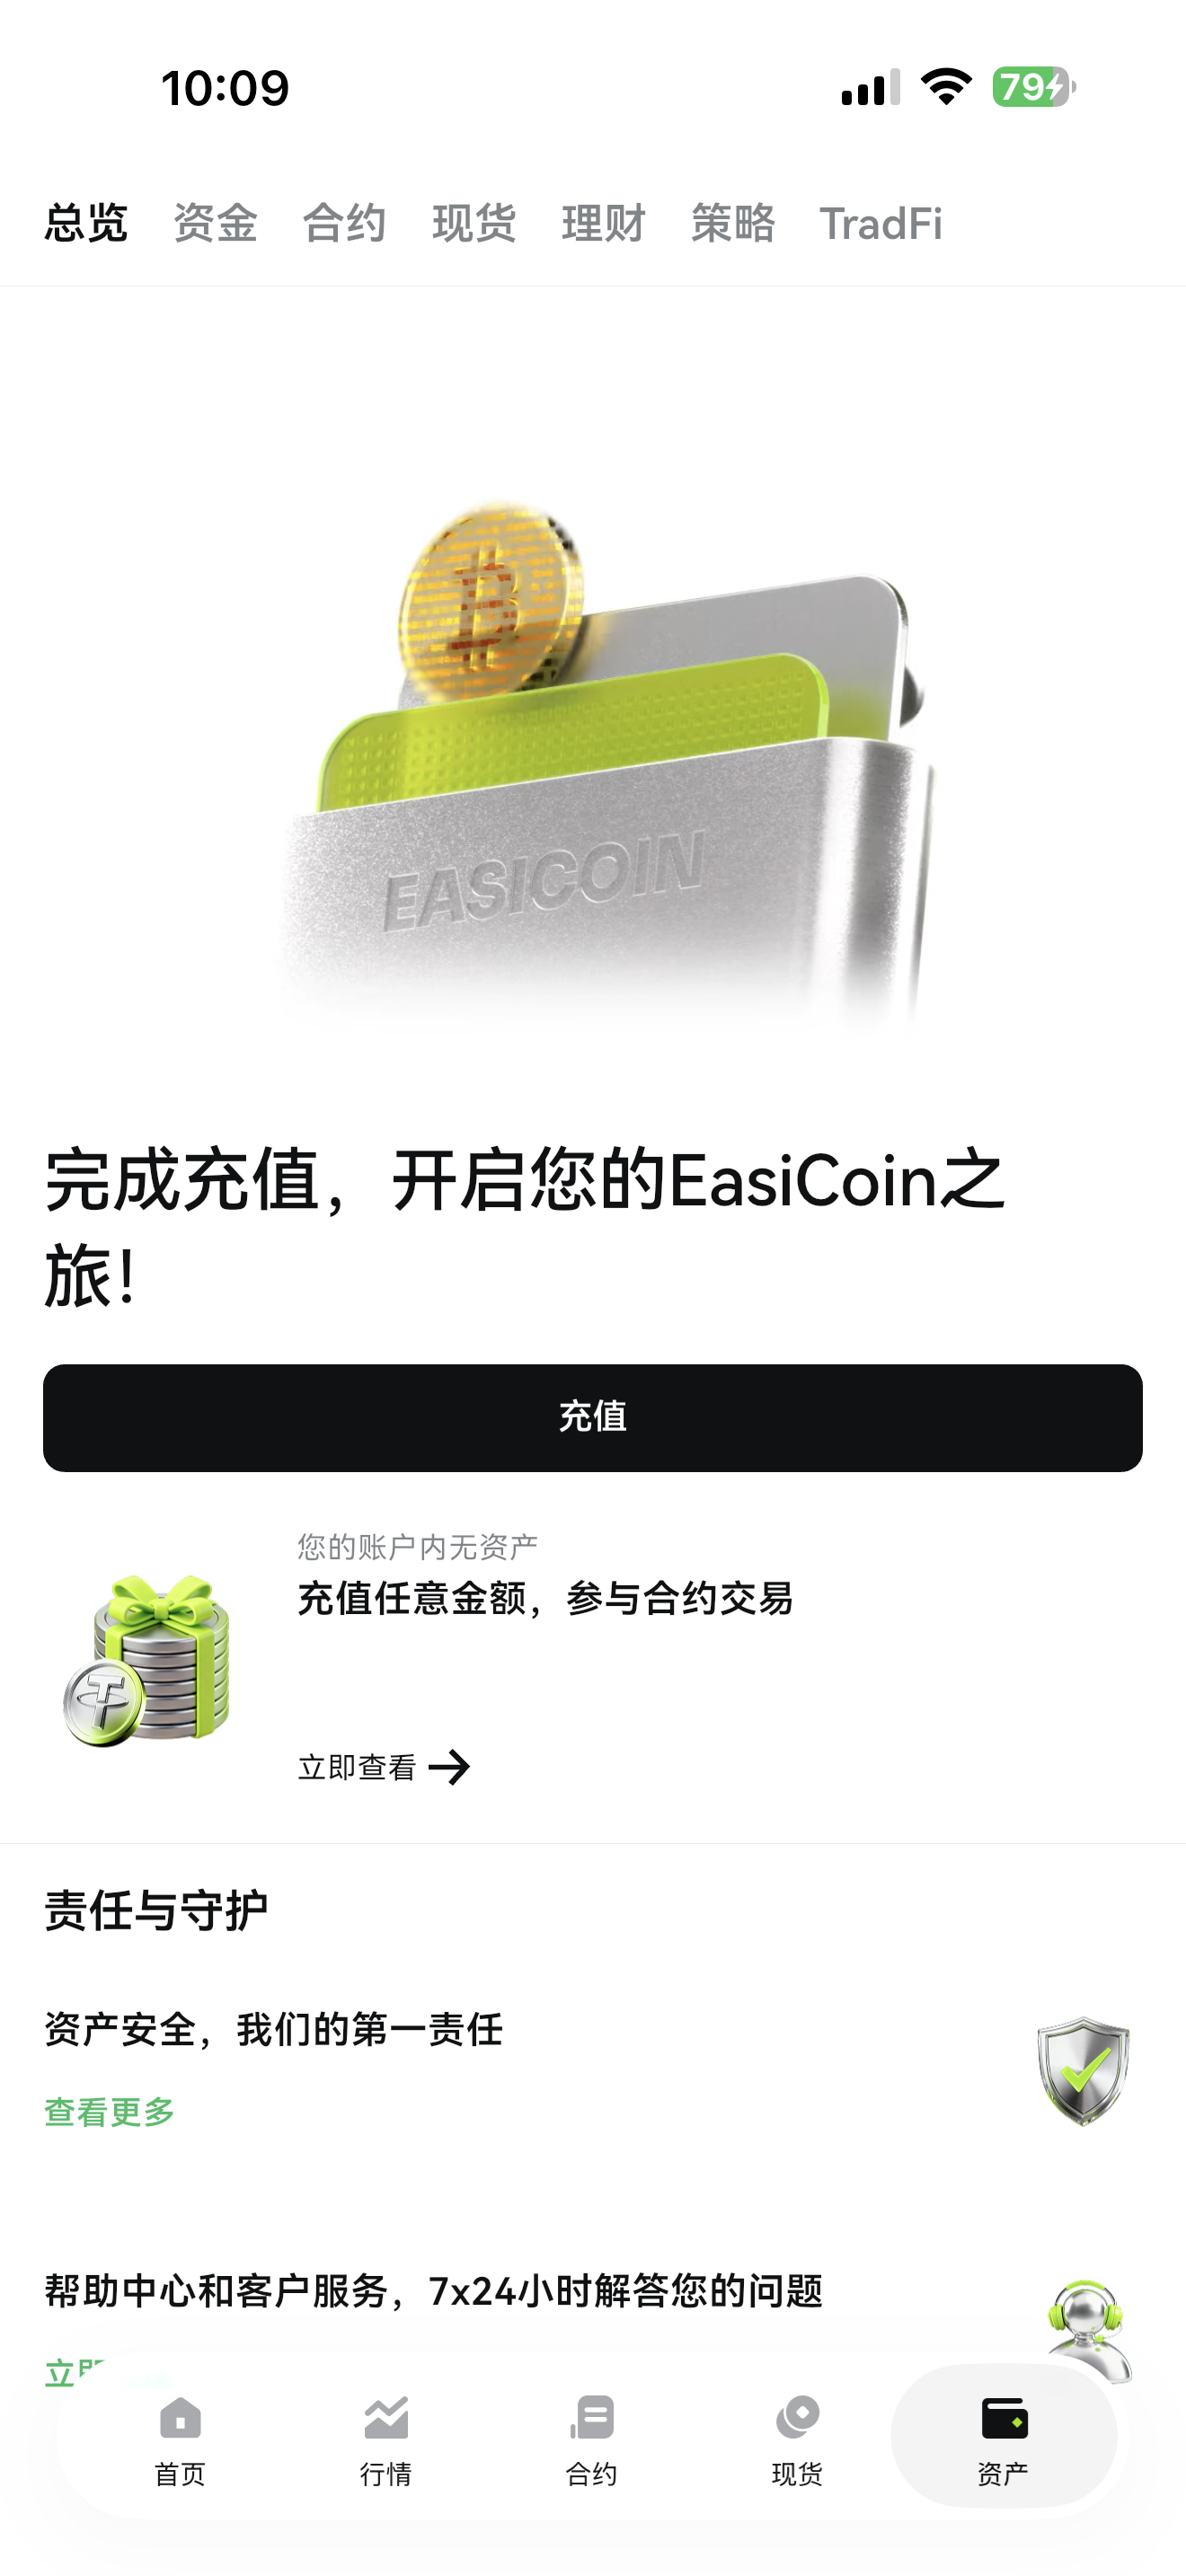 10:09
79
总览 资金 合约 现货 理财 策略 TradFi
EASICOIN
完成充值，开启您的EasiCoin之
旅！
充值
您的账户内无资产
充值任意金额，参与合约交易
立即查看
责任与守护
资产安全，我们的第一责任
查看更多
帮助中心和客户服务，7x24小时解答您的问题
首页 行情 合约 现货 资产